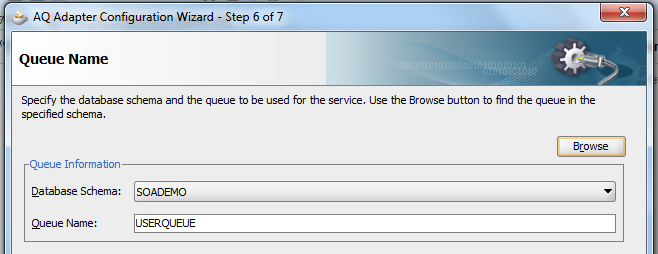 AQ Adapter Configuration Wizard - Step 6 of 7
Queue Name
Specify the database schema and the queue to be used for the service. Use the Browse button to find the queue in the
specified schema.
Browse
Queue Information
Database Schema: SOADEMO
Queue Name: USERQUEUE